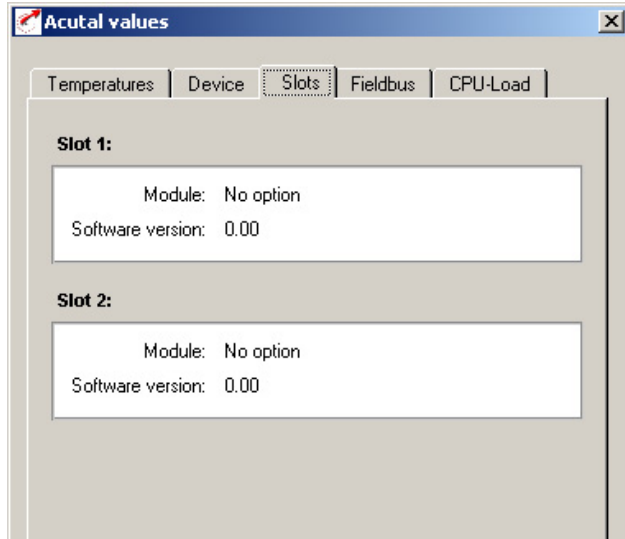 Acutal values
Temperatures Device Slots Fieldbus CPU-Load
Slot 1:
Module: No option
Software version: 0.00
Slot 2:
Module: No option
Software version: 0.00